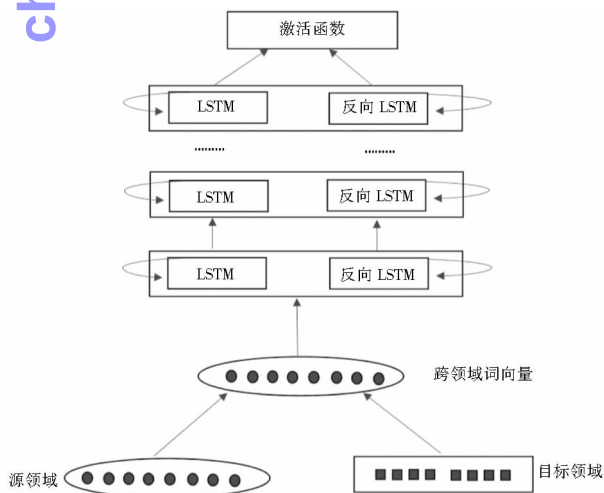 ch
激活函数
LSTM 反向 LSTM
......... .........
LSTM 反向 LSTM
LSTM 反向 LSTM
跨领域词向量
源领域 目标领域